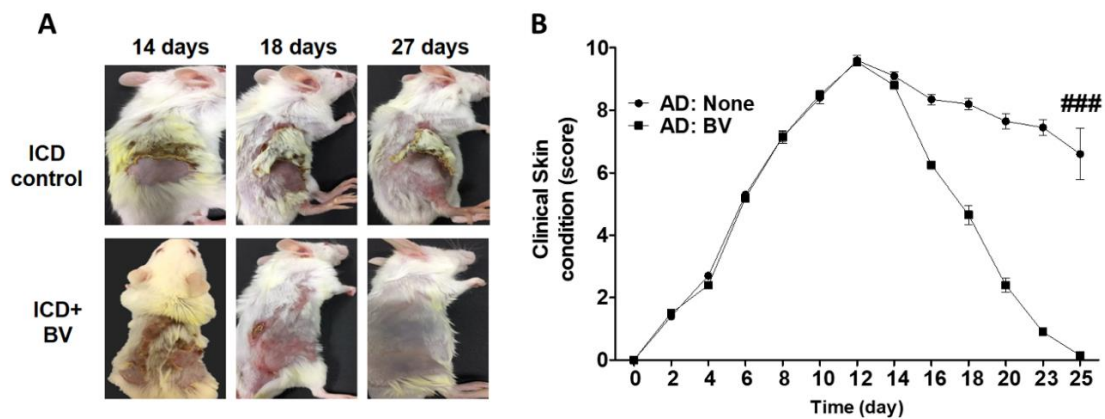 A
14 days 18 days 27 days
ICD
control
ICD+
BV
B
Clinical Skin
condition (score)
10
8
6
4
2
0
AD: None
AD: BV
###
0 2 4 6 8 10 12 14 16 18 20 23 25
Time (day)